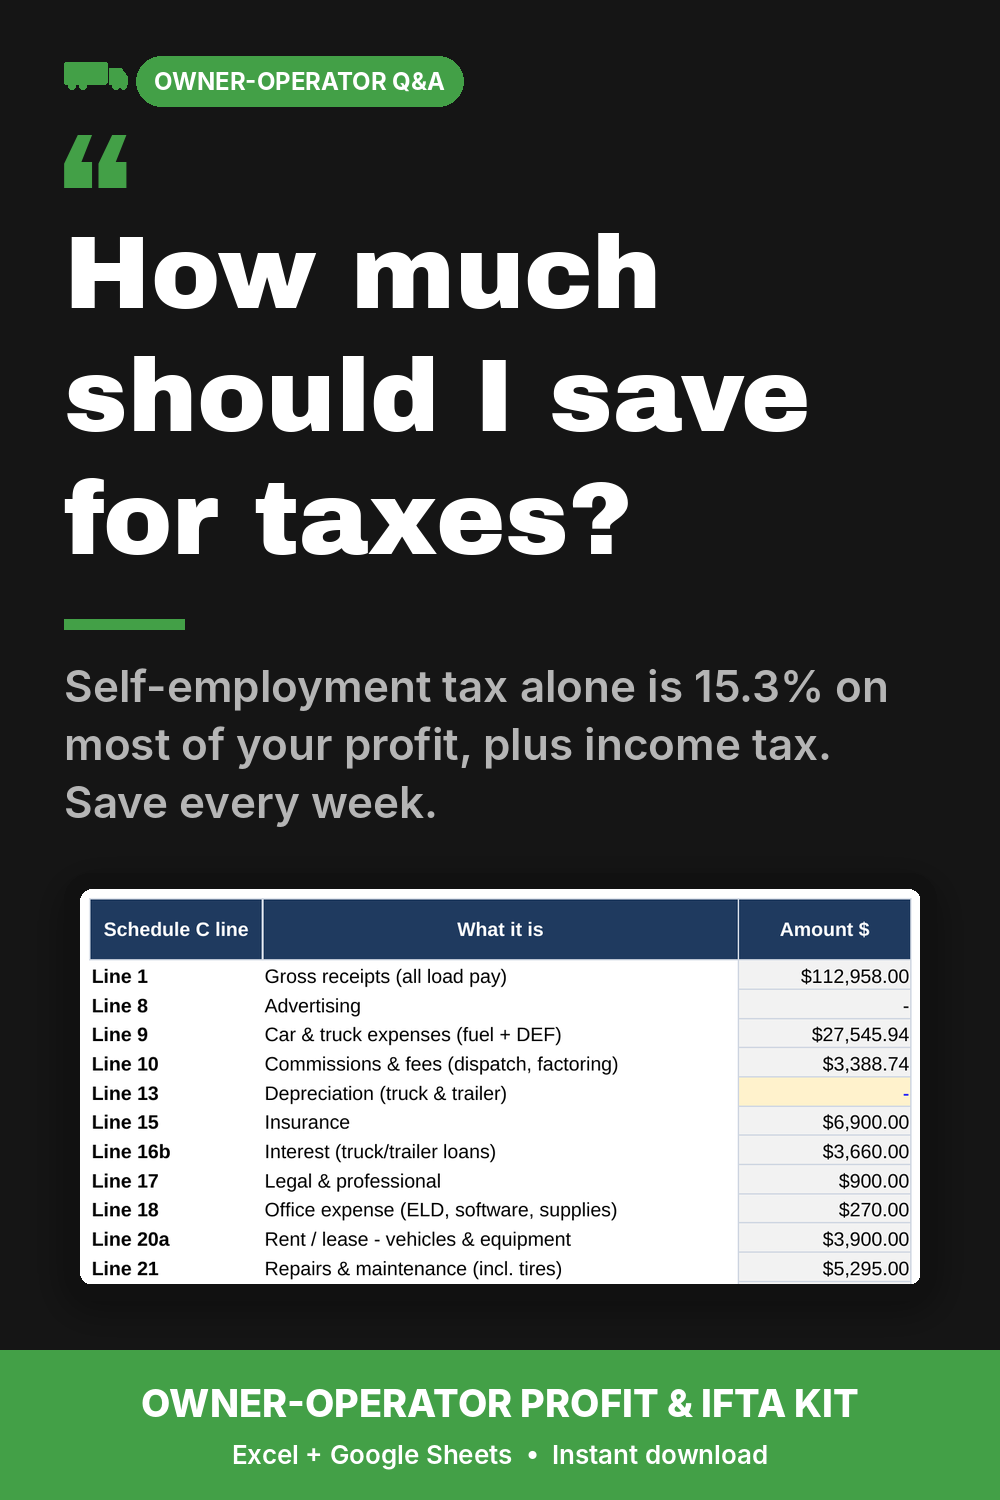 OWNER-OPERATOR Q&A
“
How much
should I save
for taxes?
Self-employment tax alone is 15.3% on
most of your profit, plus income tax.
Save every week.
Schedule C line What it is Amount $
Line 1 Gross receipts (all load pay) $112,958.00
Line 8 Advertising -
Line 9 Car & truck expenses (fuel + DEF) $27,545.94
Line 10 Commissions & fees (dispatch, factoring) $3,388.74
Line 13 Depreciation (truck & trailer) -
Line 15 Insurance $6,900.00
Line 16b Interest (truck/trailer loans) $3,660.00
Line 17 Legal & professional $900.00
Line 18 Office expense (ELD, software, supplies) $270.00
Line 20a Rent / lease - vehicles & equipment $3,900.00
Line 21 Repairs & maintenance (incl. tires) $5,295.00
OWNER-OPERATOR PROFIT & IFTA KIT
Excel + Google Sheets • Instant download